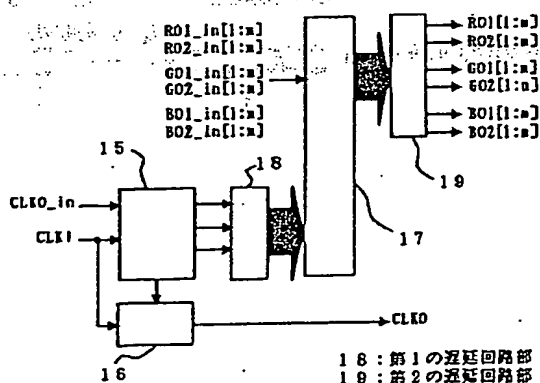 RO1_in[1:m]
RO2_in[1:m]
GO1_in[1:m]
GO2_in[1:m]
BO1_in[1:m]
BO2_in[1:m]
RO1[1:m]
RO2[1:m]
GO1[1:m]
GO2[1:m]
BO1[1:m]
BO2[1:m]
15
18
19
17
CLKO_in
CLKI
CLKO
16
18:第1の遅延回路部
19:第2の遅延回路部